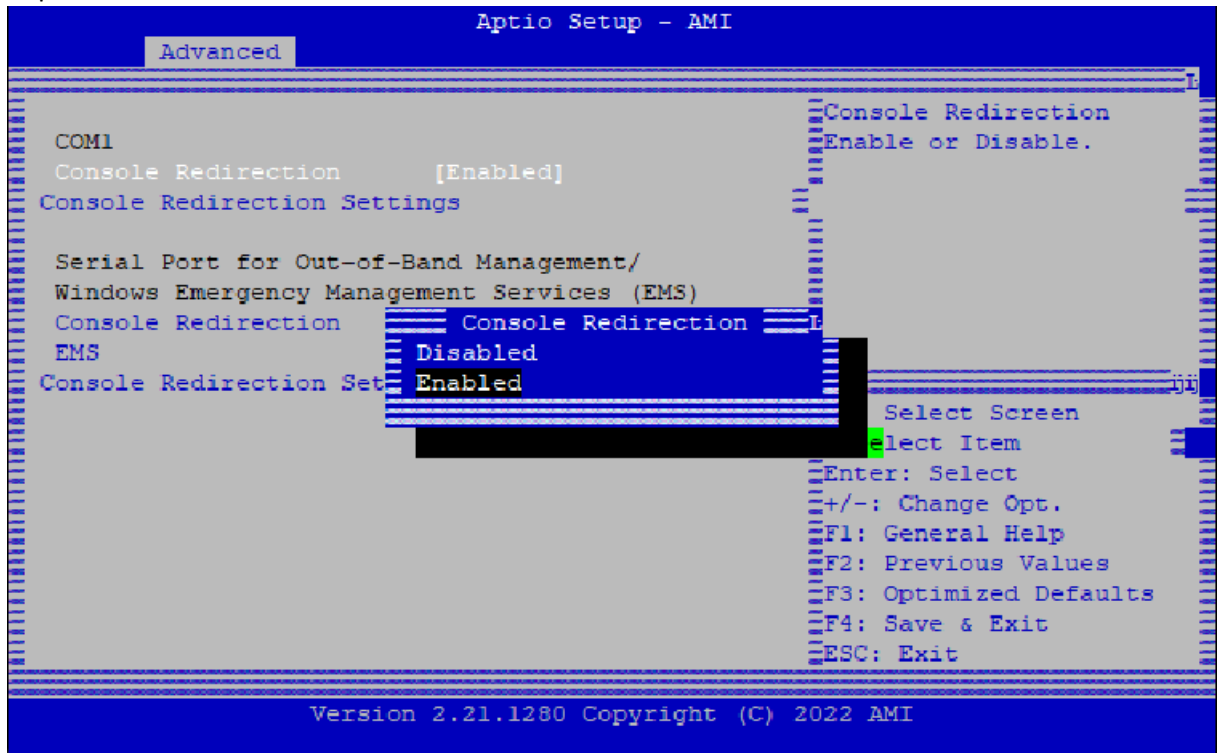 Aptio Setup – AMI
Advanced
COM1
Console Redirection [Enabled]
Console Redirection Settings
Serial Port for Out-of-Band Management/
Windows Emergency Management Services (EMS)
Console Redirection
EMS
Console Redirection Set
Console Redirection
Disabled
Enabled
Console Redirection
Enable or Disable.
Select Screen
elect Item
Enter: Select
+/-: Change Opt.
F1: General Help
F2: Previous Values
F3: Optimized Defaults
F4: Save & Exit
ESC: Exit
Version 2.21.1280 Copyright (C) 2022 AMI